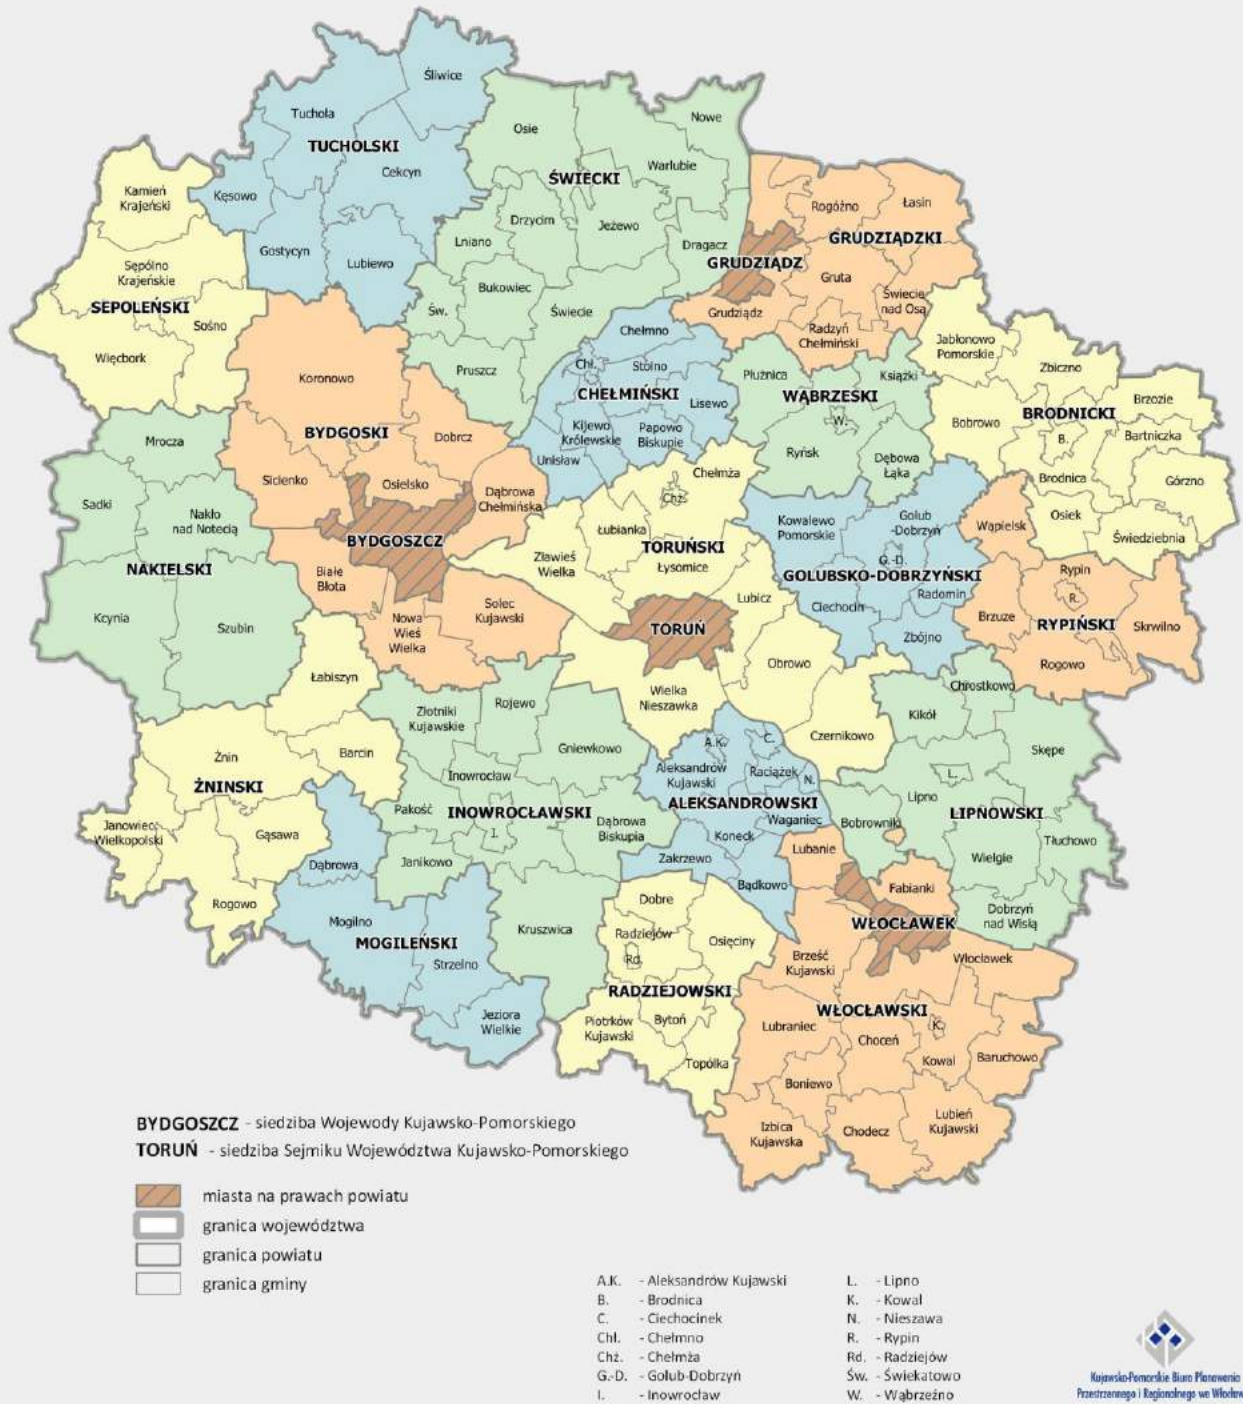 Śliwice
Tuchola
TUCHOLSKI
Cekcyn
Kęsowo
Gostycyn
Lubiewo
Osie
Nowe
Warlubie
ŚWIECKI
Drzycim
Jeżewo
Lniano
Dragacz
Bukowiec
Św.
Świecie
Pruszcz
Kamień
Krajeński
Sępólno
Krajeńskie
SEPOLEŃSKI
Sośno
Więcbork
Rogóźno
Łasin
GRUDZIĄDZKI
GRUDZIĄDZ
Gruta
Świecie
nad Osą
Grudziądz
Radzyń
Chełmiński
Chełmno
Chł.
Stolno
CHEŁMIŃSKI
Lisewo
Kijewo
Królewskie
Papowo
Biskupie
Unisław
Płużnica
Książki
WĄBRZESKI
W.
Ryńsk
Dębowa
Łąka
Jabłonowo
Pomorskie
Zbiczno
Brzozie
BRODNICKI
Bobrowo
B.
Bartniczka
Brodnica
Górzno
Osiek
Świedziebnia
Koronowo
BYDGOSKI
Dobrcz
Sicienko
Osielsko
Dąbrowa
Chełmińska
BYDGOSZCZ
Białe
Błota
Nowa
Wieś
Wielka
Solec
Kujawski
Mrocza
Sadki
Nakło
nad Notecią
NAKIELSKI
Kcynia
Szubin
Chełmża
Chż.
Łubianka
TORUŃSKI
Zławieś
Wielka
Łysomice
Lubicz
TORUŃ
Obrowo
Wielka
Nieszawka
Czernikowo
Kowalewo
Pomorskie
Golub
-Dobrzyń
G.-D.
GOLUBSKO-DOBRZYŃSKI
Ciechocin
Radomin
Zbójno
Wąpielsk
Rypin
R.
Brzuze
RYPIŃSKI
Skrwilno
Rogowo
Łabiszyn
Żnin
Barcin
ŻNINSKI
Janowiec
Wielkopolski
Gąsawa
Rogowo
Złotniki
Kujawskie
Rojewo
Gniewkowo
Inowrocław
Pakość
INOWROCŁAWSKI
I.
Dąbrowa
Biskupia
Janikowo
Kruszwica
A.K.
C.
Aleksandrów
Kujawski
Raciążek
N.
ALEKSANDROWSKI
Waganiec
Koneck
Zakrzewo
Bądkowo
Chrostkowo
Kikół
Skępe
L.
Lipno
Bobrowniki
LIPNOWSKI
Tłuchowo
Wielgie
Dobrzyń
nad Wisłą
Dąbrowa
Mogilno
MOGILEŃSKI
Strzelno
Jeziora
Wielkie
Dobre
Radziejów
Osięciny
Rd.
RADZIEJOWSKI
Piotrków
Kujawski
Bytoń
Topólka
Lubanie
Fabianki
WŁOCŁAWEK
Brześć
Kujawski
Włocławek
WŁOCŁAWSKI
Lubraniec
Choceń
K.
Kowal
Baruchowo
Boniewo
Izbica
Kujawska
Chodecz
Lubień
Kujawski
BYDGOSZCZ - siedziba Wojewody Kujawsko-Pomorskiego
TORUŃ - siedziba Sejmiku Województwa Kujawsko-Pomorskiego
miasta na prawach powiatu
granica województwa
granica powiatu
granica gminy
A.K. - Aleksandrów Kujawski
B. - Brodnica
C. - Ciechocinek
Chł. - Chełmno
Chż. - Chełmża
G.-D. - Golub-Dobrzyń
I. - Inowrocław
L. - Lipno
K. - Kowal
N. - Nieszawa
R. - Rypin
Rd. - Radziejów
Św. - Świekatowo
W. - Wąbrzeźno
Kujawsko-Pomorskie Biuro Planowania
Przestrzennego i Regionalnego we